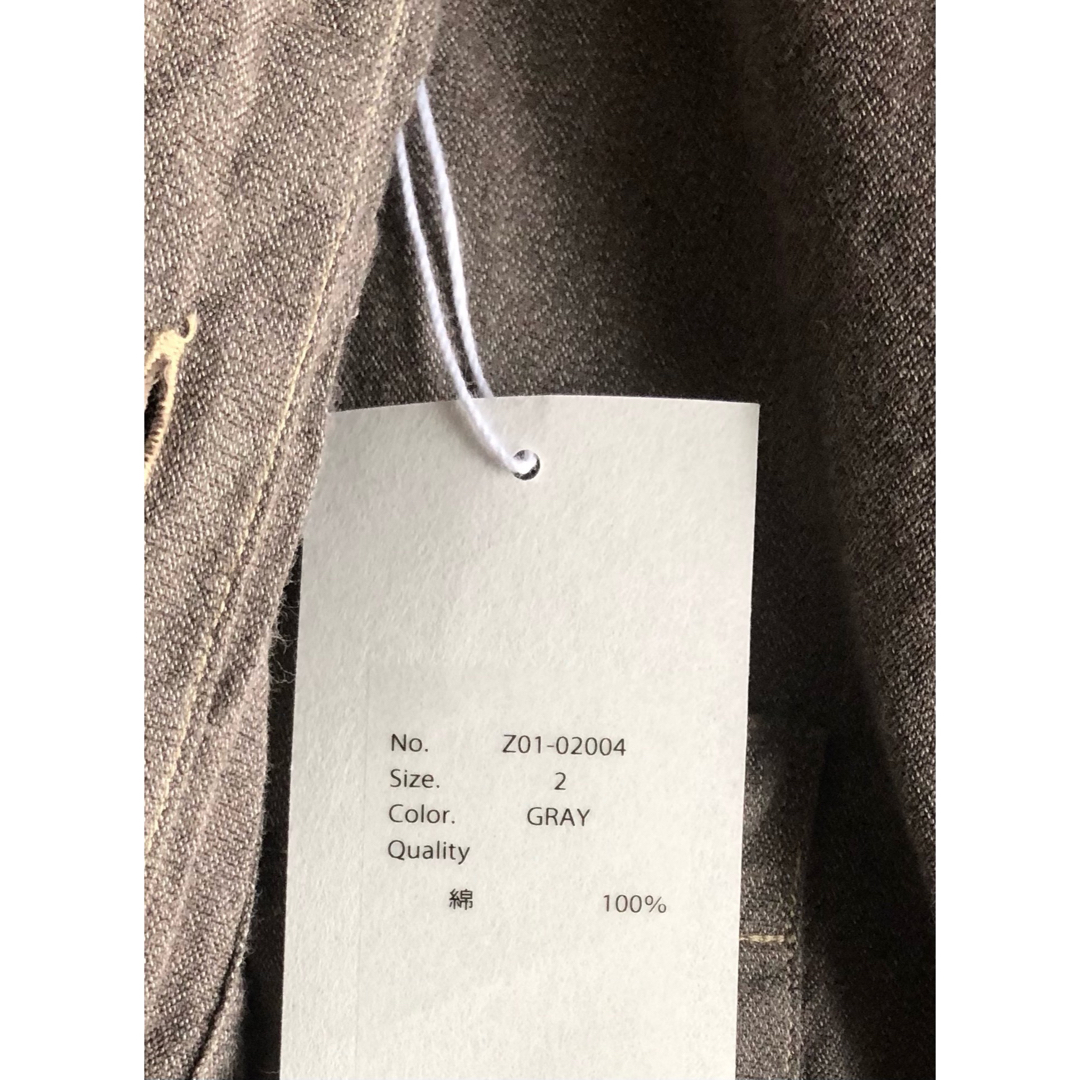 No. Z01-02004
Size. 2
Color. GRAY
Quality
綿 100%